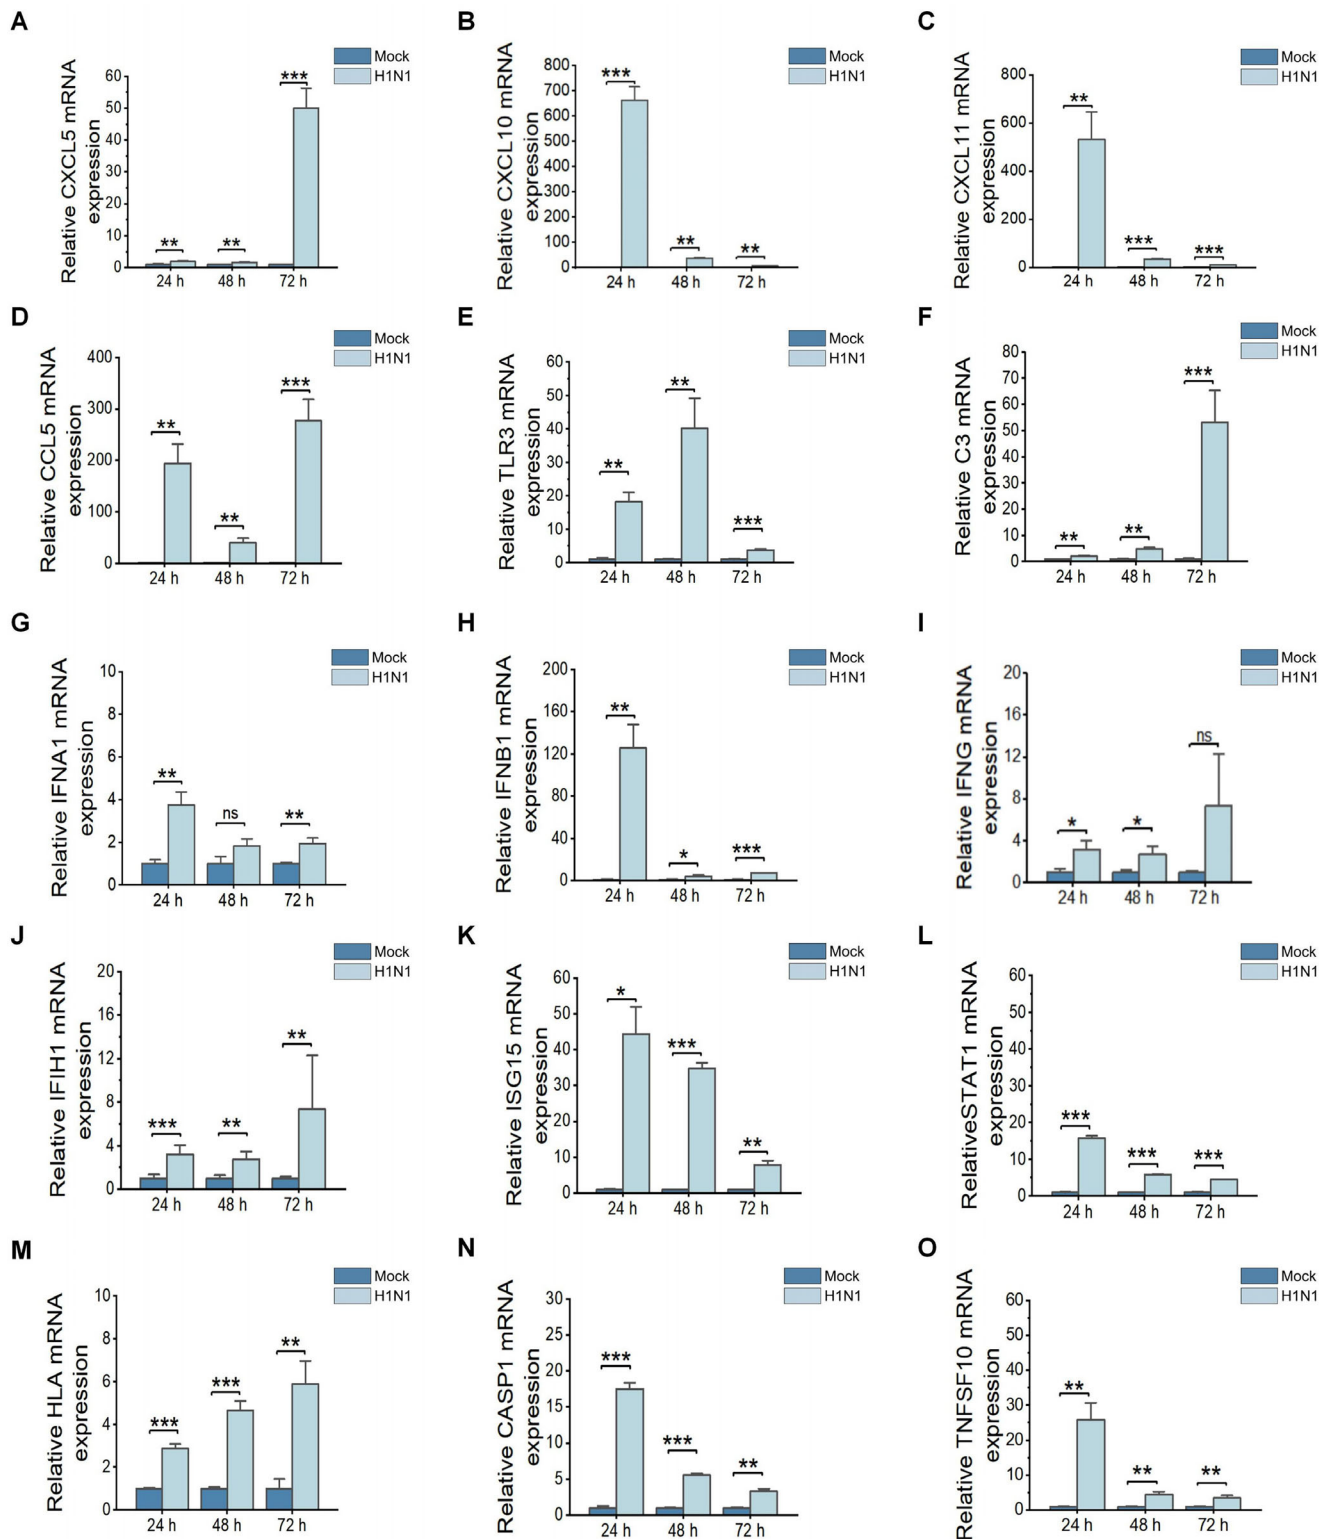 A
Mock
H1N1
Relative CXCL5 mRNA
expression
60
50
40
30
20
10
0
**
**
***
24 h 48 h 72 h
B
Mock
H1N1
Relative CXCL10 mRNA
expression
800
700
600
500
400
300
200
100
0
***
**
**
24 h 48 h 72 h
C
Mock
H1N1
Relative CXCL11 mRNA
expression
800
600
400
200
0
**
***
***
24 h 48 h 72 h
D
Mock
H1N1
Relative CCL5 mRNA
expression
400
300
200
100
0
**
**
***
24 h 48 h 72 h
E
Mock
H1N1
Relative TLR3 mRNA
expression
60
50
40
30
20
10
0
**
**
***
24 h 48 h 72 h
F
Mock
H1N1
Relative C3 mRNA
expression
80
70
60
50
40
30
20
10
0
**
**
***
24 h 48 h 72 h
G
Mock
H1N1
Relative IFNA1 mRNA
expression
10
8
6
4
2
0
**
ns
**
24 h 48 h 72 h
H
Mock
H1N1
Relative IFNB1 mRNA
expression
200
160
120
80
40
0
**
*
***
24 h 48 h 72 h
I
Mock
H1N1
Relative IFNG mRNA
expression
20
16
12
8
4
0
*
*
ns
24 h 48 h 72 h
J
Mock
H1N1
Relative IFIH1 mRNA
expression
20
16
12
8
4
0
***
**
**
24 h 48 h 72 h
K
Mock
H1N1
Relative ISG15 mRNA
expression
60
50
40
30
20
10
0
*
***
**
24 h 48 h 72 h
L
Mock
H1N1
RelativeSTAT1 mRNA
expression
60
50
40
30
20
10
0
***
***
***
24 h 48 h 72 h
M
Mock
H1N1
Relative HLA mRNA
expression
10
8
6
4
2
0
***
***
**
24 h 48 h 72 h
N
Mock
H1N1
Relative CASP1 mRNA
expression
30
25
20
15
10
5
0
***
***
**
24 h 48 h 72 h
O
Mock
H1N1
Relative TNFSF10 mRNA
expression
60
50
40
30
20
10
0
**
**
**
24 h 48 h 72 h